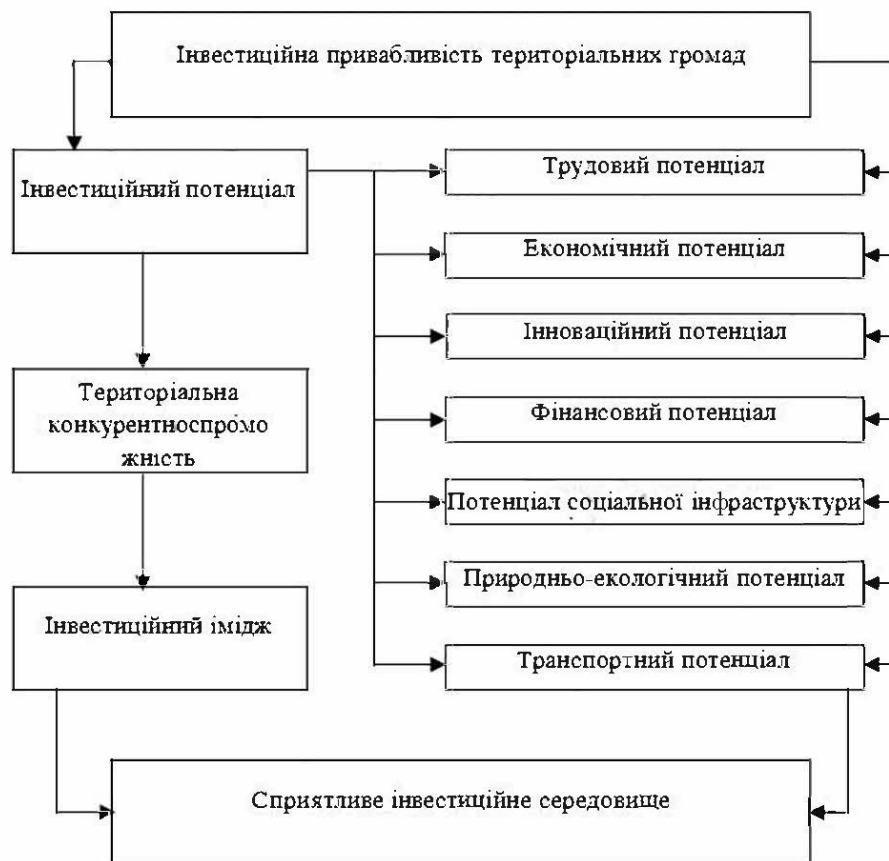 Інвестиційна привабливість територіальних громад
Інвестиційний потенціал
Територіальна
конкурентноспромо
жність
Інвестиційний імідж
Трудовий потенціал
Економічний потенціал
Інноваційний потенціал
Фінансовий потенціал
Потенціал соціальної інфраструктури
Природньо-екологічний потенціал
Транспортний потенціал
Сприятливе інвестиційне середовище